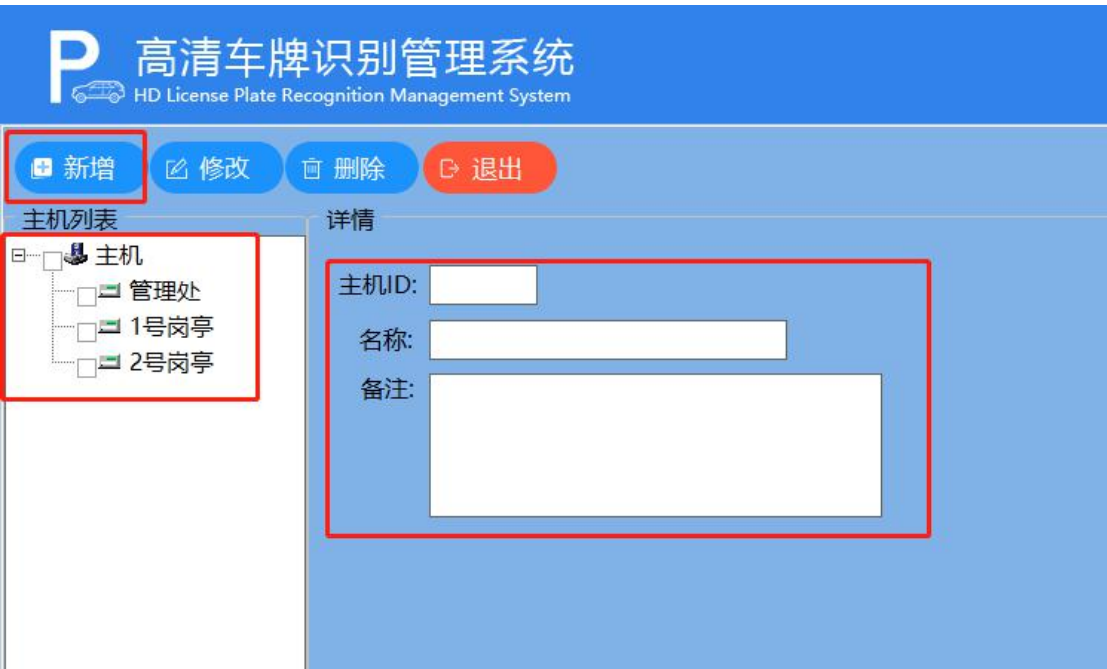 P 高清车牌识别管理系统
HD License Plate Recognition Management System
新增 修改 删除 退出
主机列表 详情
主机
管理处
1号岗亭
2号岗亭
主机ID:
名称:
备注: